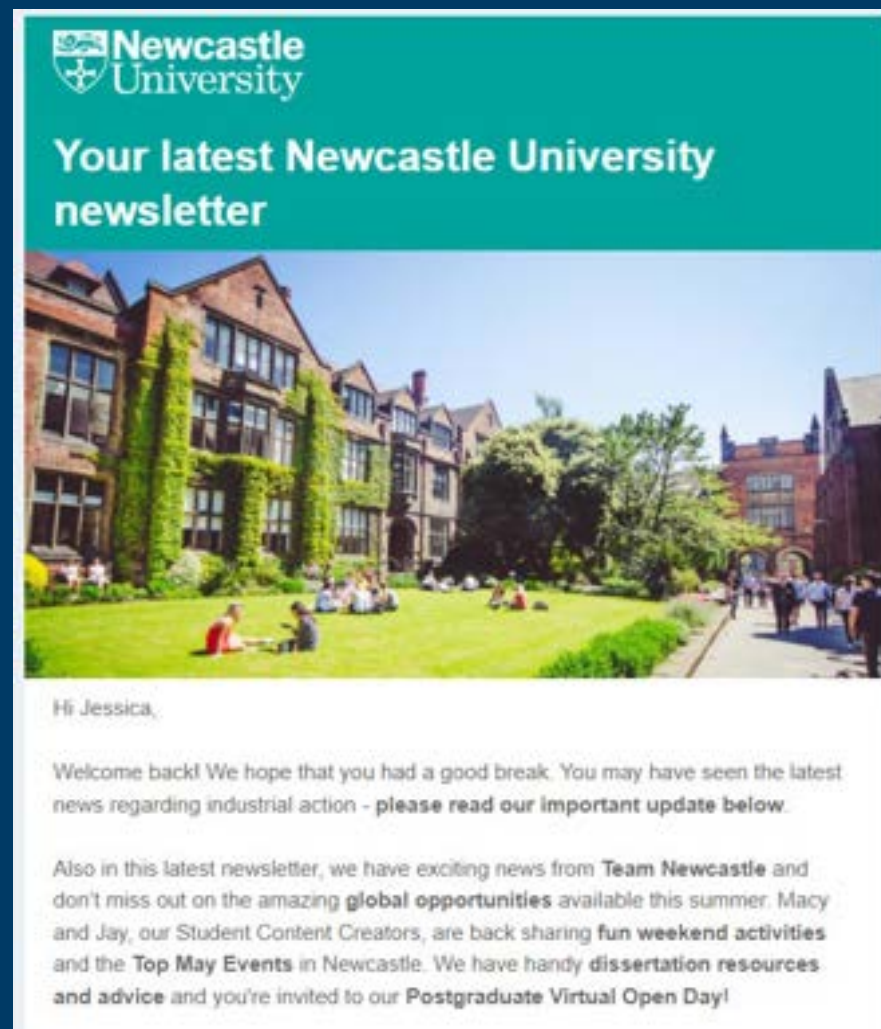 Newcastle
University
Your latest Newcastle University
newsletter
Hi Jessica,
Welcome back! We hope that you had a good break. You may have seen the latest
news regarding industrial action - please read our important update below.
Also in this latest newsletter, we have exciting news from Team Newcastle and
don't miss out on the amazing global opportunities available this summer. Macy
and Jay, our Student Content Creators, are back sharing fun weekend activities
and the Top May Events in Newcastle. We have handy dissertation resources
and advice and you're invited to our Postgraduate Virtual Open Day!